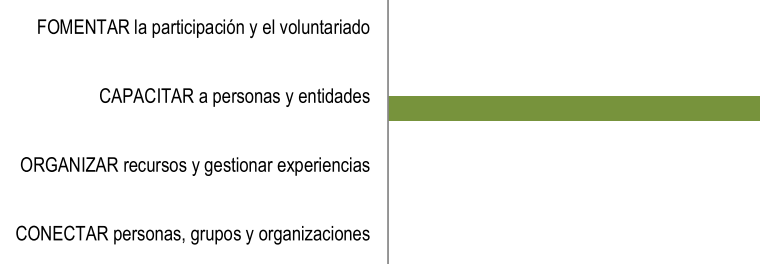 FOMENTAR la participación y el voluntariado
CAPACITAR a personas y entidades
ORGANIZAR recursos y gestionar experiencias
CONECTAR personas, grupos y organizaciones